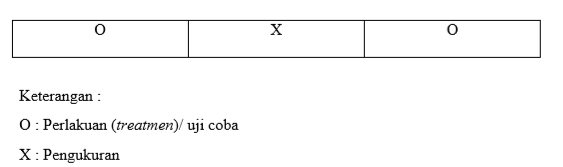 O X O
Keterangan :
O : Perlakuan (treatmen)/ uji coba
X : Pengukuran